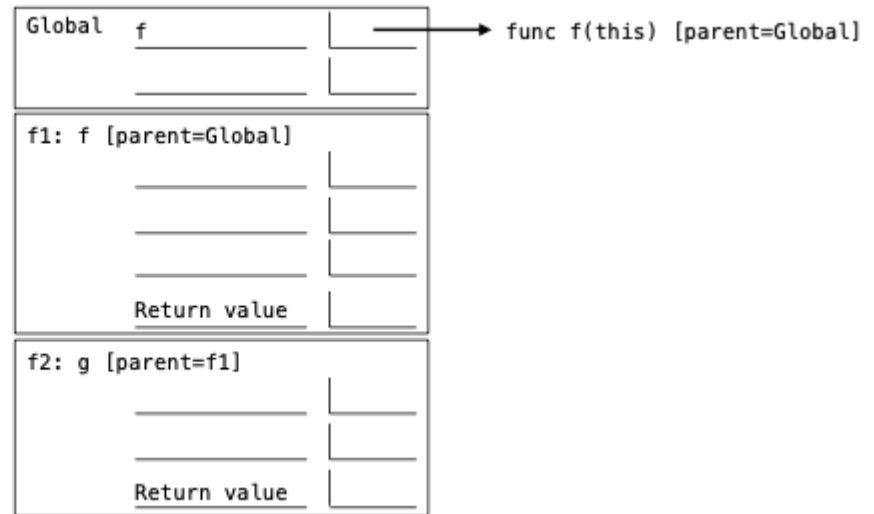 Global f func f(this) [parent=Global]
f1: f [parent=Global]
Return value
f2: g [parent=f1]
Return value